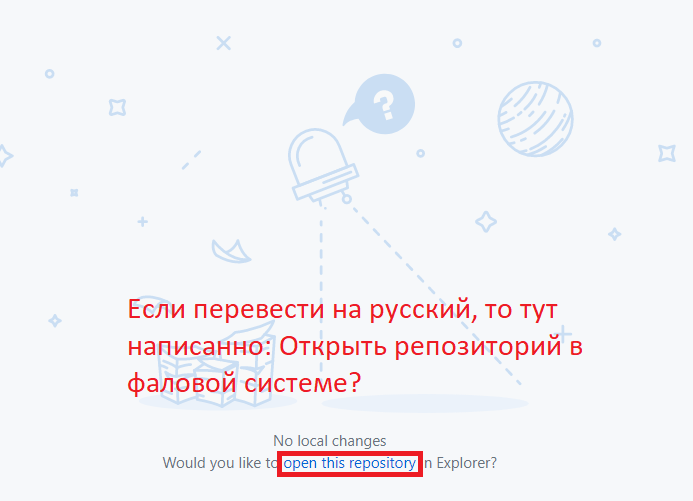 ?
Если перевести на русский, то тут
написанно: Открыть репозиторий в
фаловой системе?
No local changes
Would you like to open this repository in Explorer?